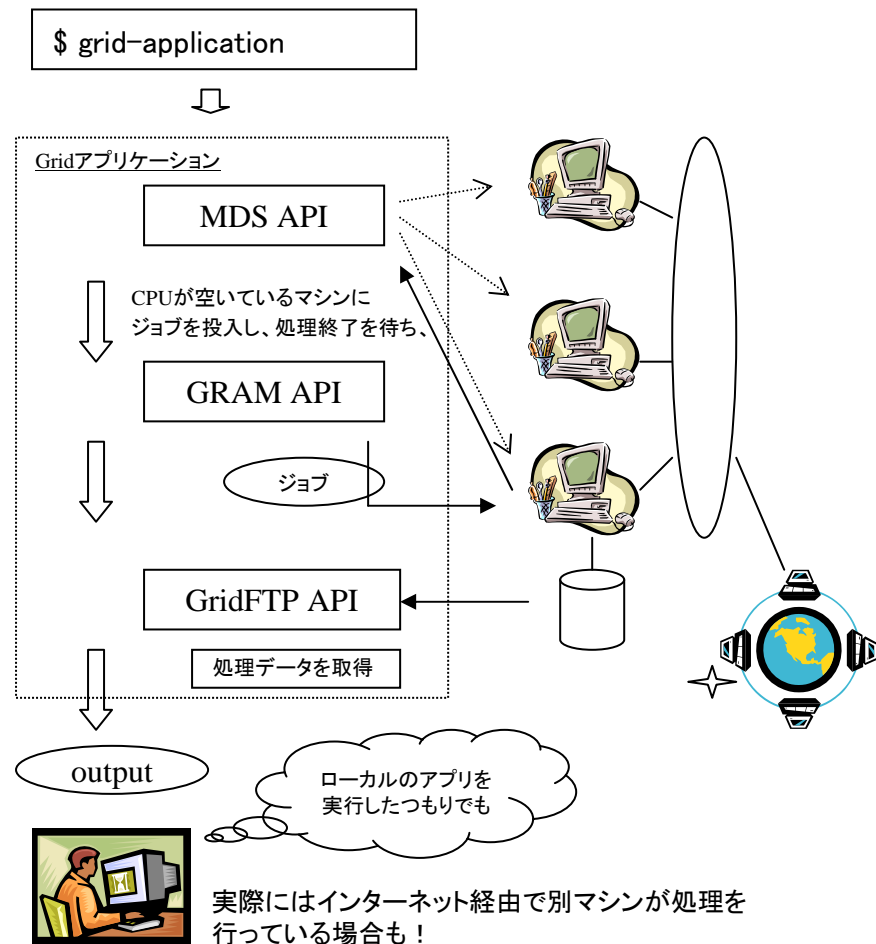 $ grid-application
Gridアプリケーション
MDS API
CPUが空いているマシンに
ジョブを投入し、処理終了を待ち、
GRAM API
ジョブ
GridFTP API
処理データを取得
output
ローカルのアプリを
実行したつもりでも
実際にはインターネット経由で別マシンが処理を
行っている場合も！